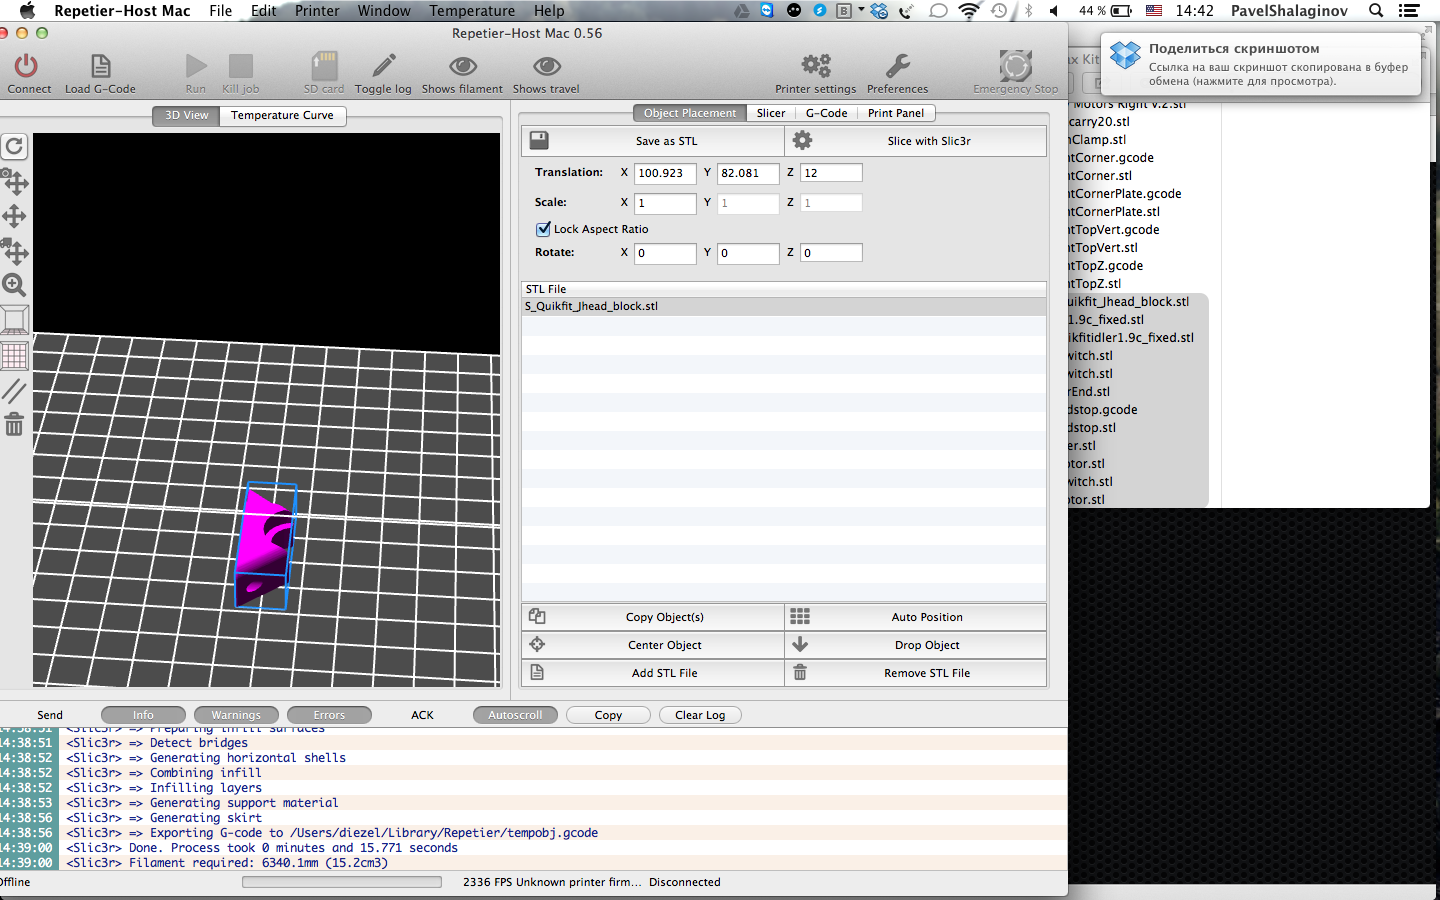 Repetier-Host Mac File Edit Printer Window Temperature Help 44 % 14:42 PavelShalaginov
Repetier-Host Mac 0.56
Connect Load G-Code Run Kill job SD card Toggle log Shows filament Shows travel Printer settings Preferences Emergency Stop
Поделиться скриншотом
Ссылка на ваш скриншот скопирована в буфер
обмена (нажмите для просмотра).
3D View Temperature Curve
Object Placement Slicer G-Code Print Panel
Save as STL Slice with Slic3r
Translation: X 100.923 Y 82.081 Z 12
Scale: X 1 Y 1 Z 1
Lock Aspect Ratio
Rotate: X 0 Y 0 Z 0
STL File
S_Quikfit_Jhead_block.stl
Copy Object(s) Auto Position
Center Object Drop Object
Add STL File Remove STL File
Motors Right v.2.stl
carry20.stl
nClamp.stl
ntCorner.gcode
ntCorner.stl
ntCornerPlate.gcode
ntCornerPlate.stl
ntTopVert.gcode
ntTopVert.stl
ntTopZ.gcode
ntTopZ.stl
uikfit_Jhead_block.stl
1.9c_fixed.stl
ikfitidler1.9c_fixed.stl
witch.stl
witch.stl
rEnd.stl
dstop.gcode
dstop.stl
er.stl
otor.stl
witch.stl
otor.stl
Send Info Warnings Errors ACK Autoscroll Copy Clear Log
14:38:51 <Slic3r> => Preparing infill surfaces
14:38:51 <Slic3r> => Detect bridges
14:38:52 <Slic3r> => Generating horizontal shells
14:38:52 <Slic3r> => Combining infill
14:38:52 <Slic3r> => Infilling layers
14:38:53 <Slic3r> => Generating support material
14:38:56 <Slic3r> => Generating skirt
14:38:56 <Slic3r> => Exporting G-code to /Users/diezel/Library/Repetier/tempobj.gcode
14:39:00 <Slic3r> Done. Process took 0 minutes and 15.771 seconds
14:39:00 <Slic3r> Filament required: 6340.1mm (15.2cm3)
Offline 2336 FPS Unknown printer firm... Disconnected